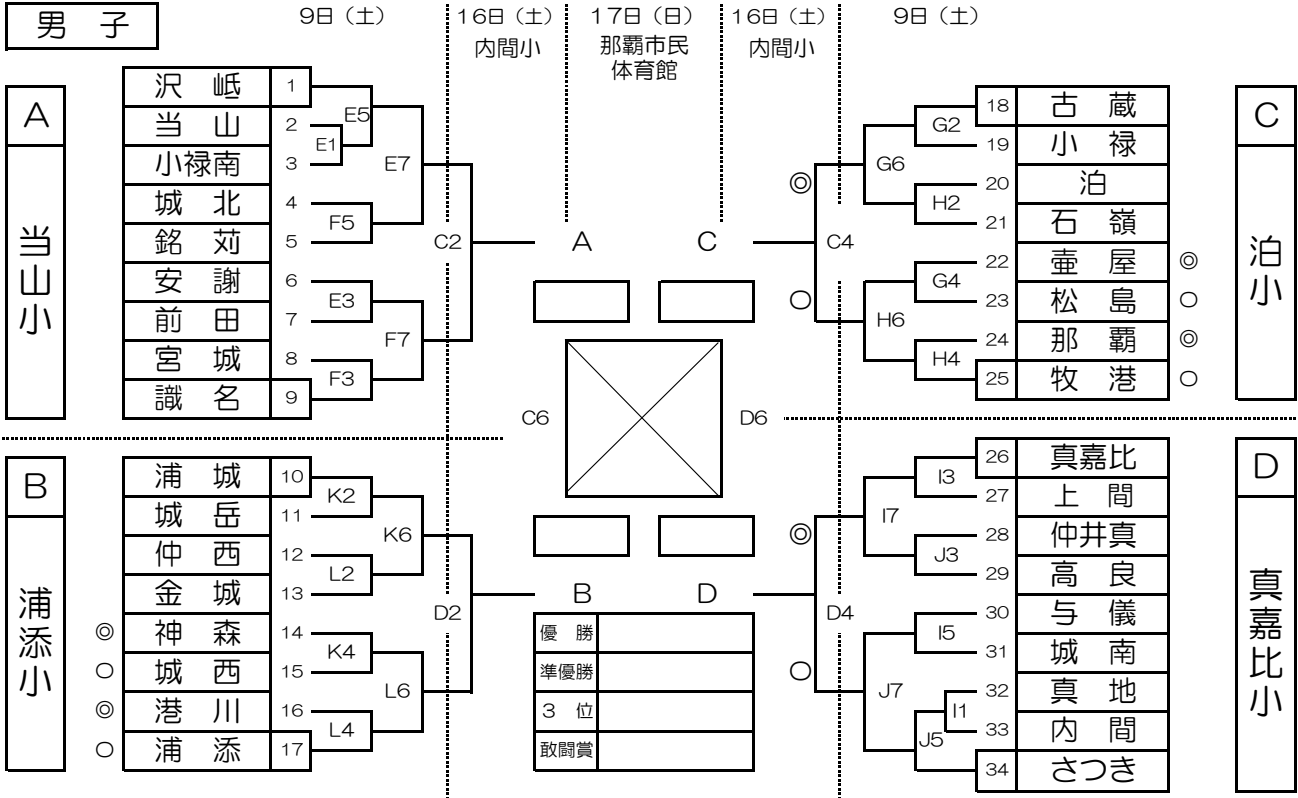 男 子
9日（土）
16日（土）
内間小
17日（日）
那覇市民
体育館
16日（土）
内間小
9日（土）
A
当山小
沢 岻 1
当 山 2
小禄南 3
城 北 4
銘 苅 5
安 謝 6
前 田 7
宮 城 8
識 名 9
E5
E1
E7
F5
C2
E3
F7
F3
A
C
C6
D6
C
泊小
18 古 蔵
19 小 禄
20 泊
21 石 嶺
22 壷 屋 ◎
23 松 島 ○
24 那 覇 ◎
25 牧 港 ○
G2
G6
◎
H2
C4
G4
○
H6
H4
B
浦添小
浦 城 10
城 岳 11
仲 西 12
金 城 13
◎ 神 森 14
○ 城 西 15
◎ 港 川 16
○ 浦 添 17
K2
K6
L2
D2
K4
L6
L4
B
D
優 勝
準優勝
3 位
敢闘賞
D
真嘉比小
26 真嘉比
27 上 間
28 仲井真
29 高 良
30 与 儀
31 城 南
32 真 地
33 内 間
34 さつき
I3
I7
◎
J3
D4
I5
○
J7
I1
J5